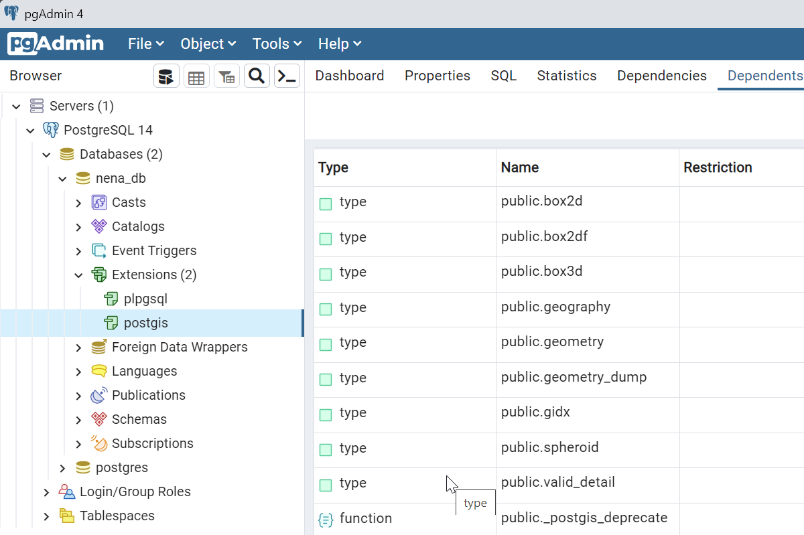 pgAdmin 4
pgAdmin File Object Tools Help
Browser Dashboard Properties SQL Statistics Dependencies Dependents
Servers (1)
PostgreSQL 14
Databases (2)
nena_db
Casts
Catalogs
Event Triggers
Extensions (2)
plpgsql
postgis
Foreign Data Wrappers
Languages
Publications
Schemas
Subscriptions
postgres
Login/Group Roles
Tablespaces
Type Name Restriction
type public.box2d
type public.box2df
type public.box3d
type public.geography
type public.geometry
type public.geometry_dump
type public.gidx
type public.spheroid
type public.valid_detail
type
function public._postgis_deprecate